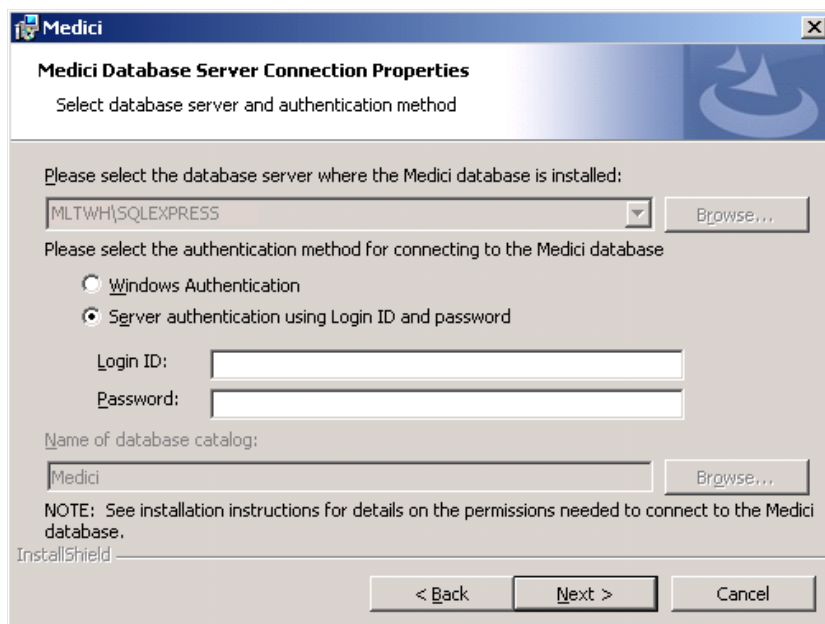 Medici
Medici Database Server Connection Properties
Select database server and authentication method
Please select the database server where the Medici database is installed:
MLTWH\SQLEXPRESS
Browse...
Please select the authentication method for connecting to the Medici database
Windows Authentication
Server authentication using Login ID and password
Login ID:
Password:
Name of database catalog:
Medici
Browse...
NOTE: See installation instructions for details on the permissions needed to connect to the Medici
database.
InstallShield
< Back
Next >
Cancel